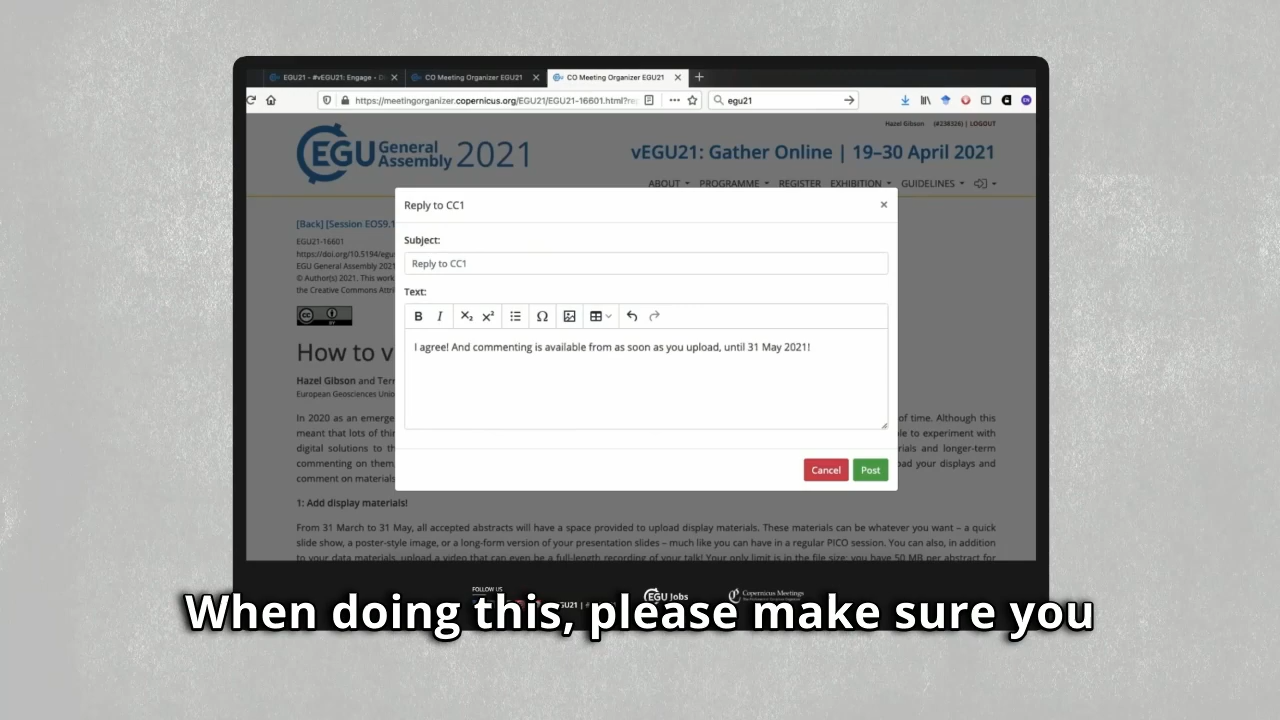 EGU21 - #vEGU21: Engage - Di
CO Meeting Organizer EGU21
CO Meeting Organizer EGU21
https://meetingorganizer.copernicus.org/EGU21/EGU21-16601.html?re
egu21
Hazel Gibson (#338326) | LOGOUT
EGU General Assembly 2021
vEGU21: Gather Online | 19–30 April 2021
ABOUT PROGRAMME REGISTER EXHIBITION GUIDELINES
Reply to CC1
Subject:
Reply to CC1
Text:
B I X₂ X² Ω
I agree! And commenting is available from as soon as you upload, until 31 May 2021!
Cancel Post
[Back] [Session EOS9.1
EGU21-16601
https://doi.org/10.5194/egu
EGU General Assembly 2021
© Author(s) 2021. This work
the Creative Commons Attri
CC BY
How to v
Hazel Gibson and Terr
European Geosciences Unio
In 2020 as an emerge of time. Although this
meant that lots of thin le to experiment with
digital solutions to th rials and longer-term
commenting on them. oad your displays and
comment on materials
1: Add display materials!
From 31 March to 31 May, all accepted abstracts will have a space provided to upload display materials. These materials can be whatever you want – a quick
slide show, a poster-style image, or a long-form version of your presentation slides – much like you can have in a regular PICO session. You can also, in addition
to your data materials, upload a video that can even be a full-length recording of your talk! Your only limit is in the file size: you have 50 MB per abstract for
FOLLOW US
EGU Jobs
Copernicus Meetings
When doing this, please make sure you